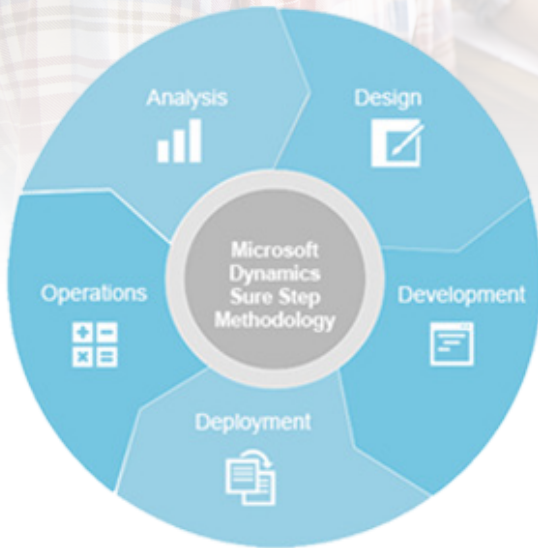 Analysis
Design
Microsoft
Dynamics
Sure Step
Methodology
Operations
Development
Deployment